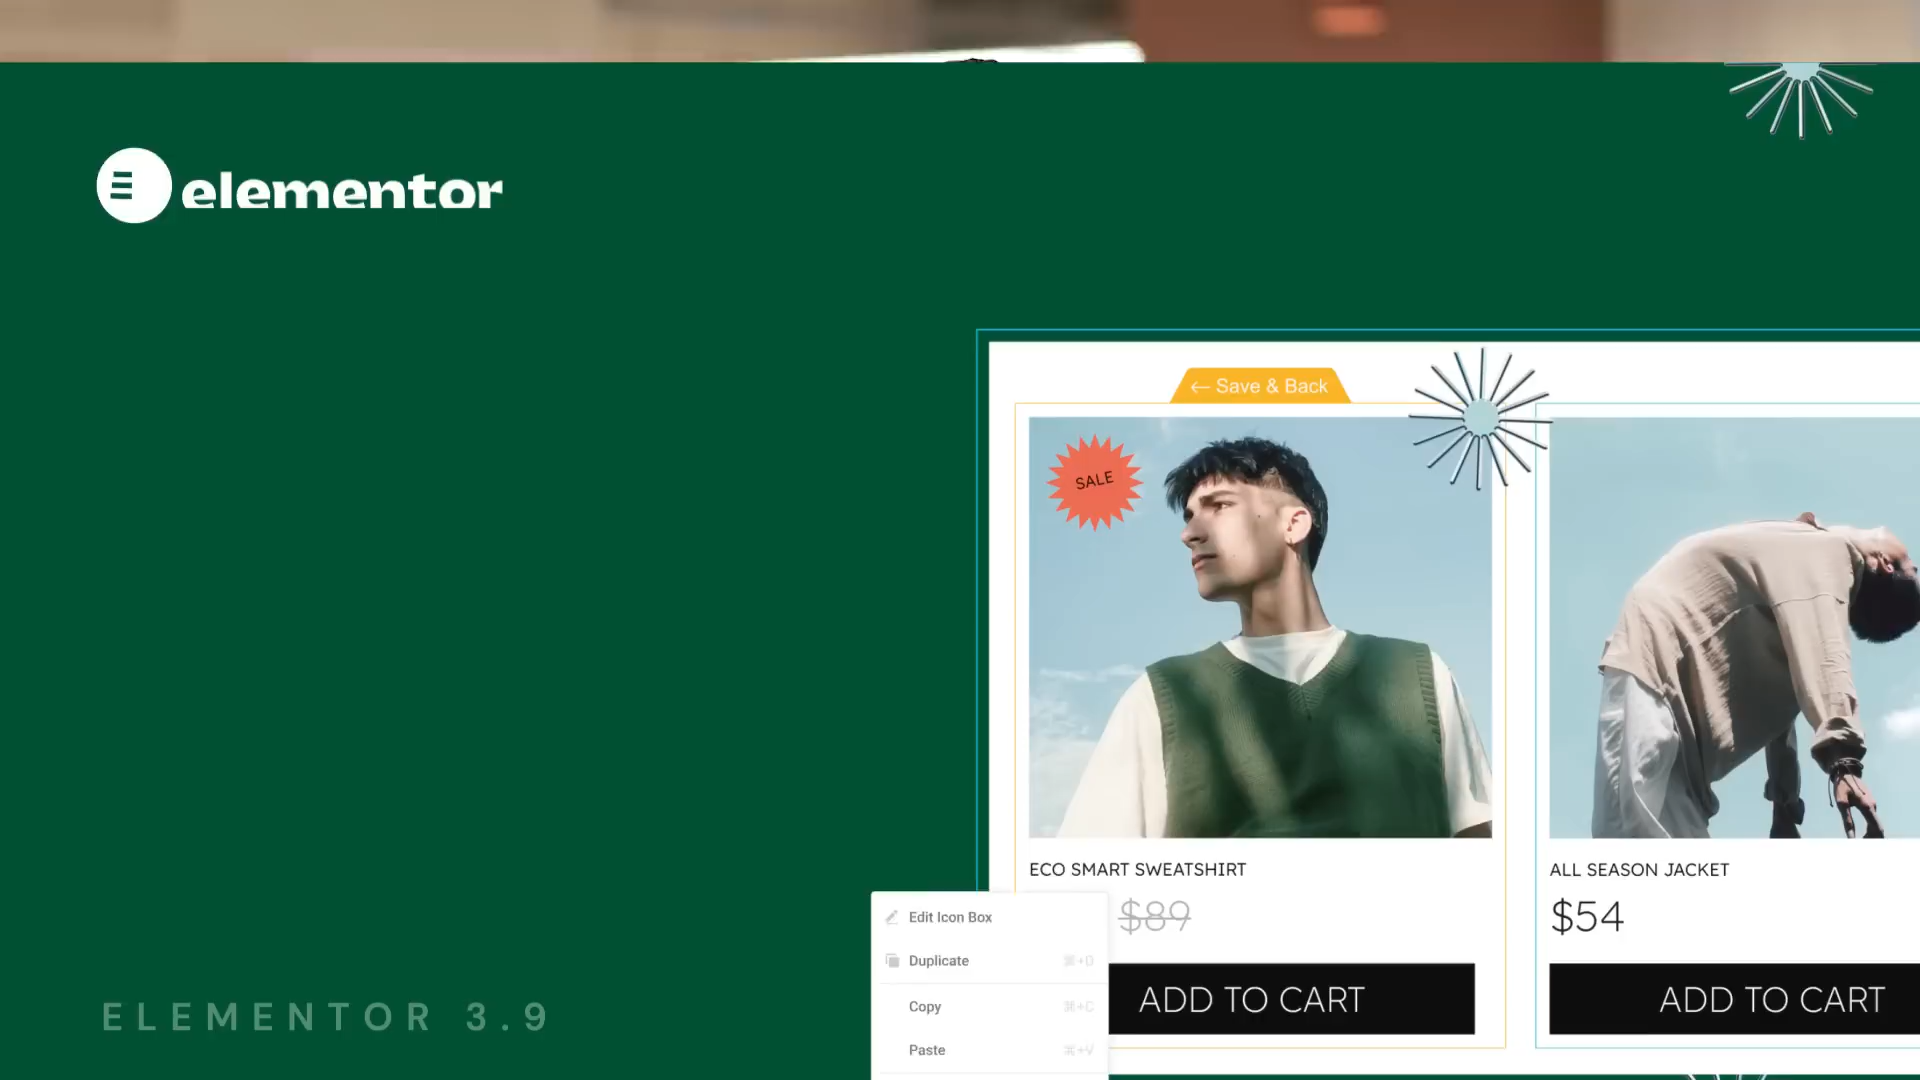 elementor
← Save & Back
SALE
ECO SMART SWEATSHIRT
$89
ADD TO CART
ALL SEASON JACKET
$54
ADD TO CART
Edit Icon Box
Duplicate ⌘+D
Copy ⌘+C
Paste ⌘+V
ELEMENTOR 3.9